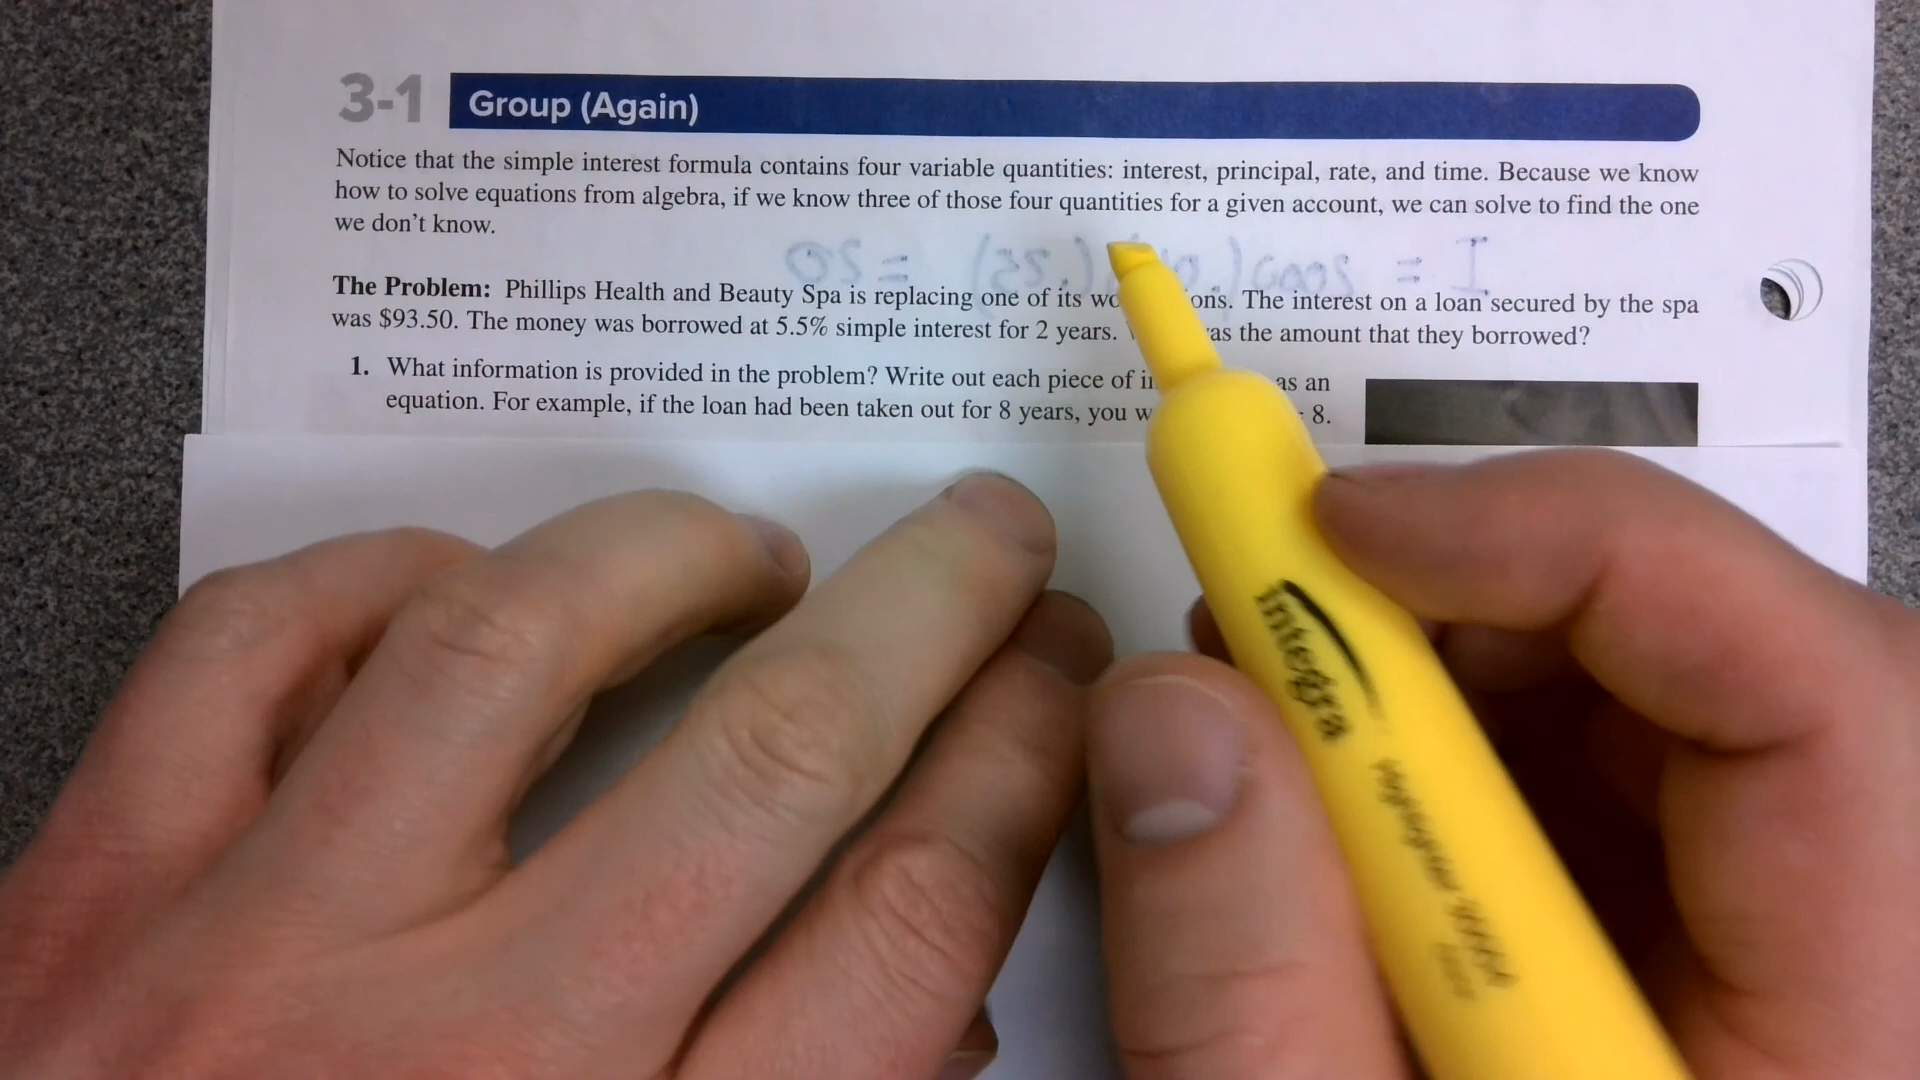 3-1 Group (Again)
Notice that the simple interest formula contains four variable quantities: interest, principal, rate, and time. Because we know
how to solve equations from algebra, if we know three of those four quantities for a given account, we can solve to find the one
we don't know.
The Problem: Phillips Health and Beauty Spa is replacing one of its ons. The interest on a loan secured by the spa
was $93.50. The money was borrowed at 5.5% simple interest for 2 years. as the amount that they borrowed?
1. What information is provided in the problem? Write out each piece of as an
equation. For example, if the loan had been taken out for 8 years, you 8.
Integra